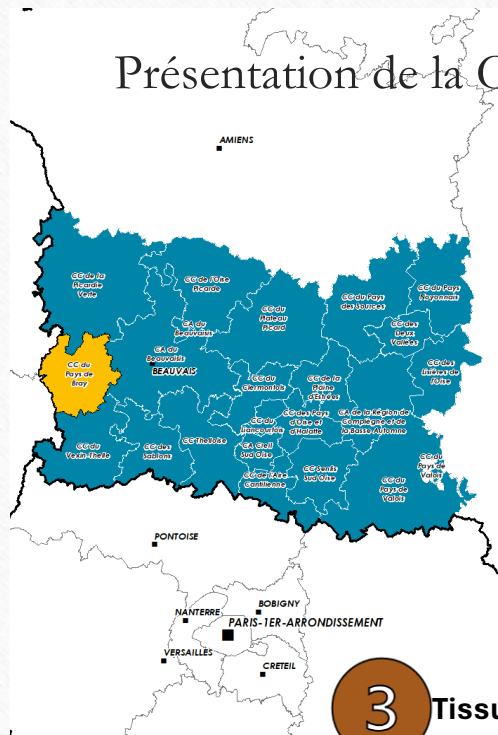 Présentation de la C
AMIENS
CC de la
Picardie
Verte
CC de l'Oise
Picarde
CC du Pays
Noyonnais
CC du Pays
des Sources
CC du
Plateau
Picard
CA du
Beauvaisis
CC des
Deux
Vallées
CA du
Beauvaisis
BEAUVAIS
CC du
Pays de
Bray
CC des
Lisières de
l'Oise
CC du
Clermontois
CC de la
Plaine
d'Estrées
CC du
Liancourtois
CC des Pays
d'Oise et
d'Halatte
CA de la Région de
Compiègne et de
la Basse Automne
CC du
Vexin-Thelle
CC des
Sablons
CC Thelloise
CA Creil
Sud Oise
CC de l'Aire
Cantilienne
CC Senlis
Sud Oise
CC du
Pays de
Valois
CC du
Pays de
Valois
PONTOISE
NANTERRE
BOBIGNY
PARIS-1ER-ARRONDISSEMENT
VERSAILLES
CRETEIL
3
Tissu